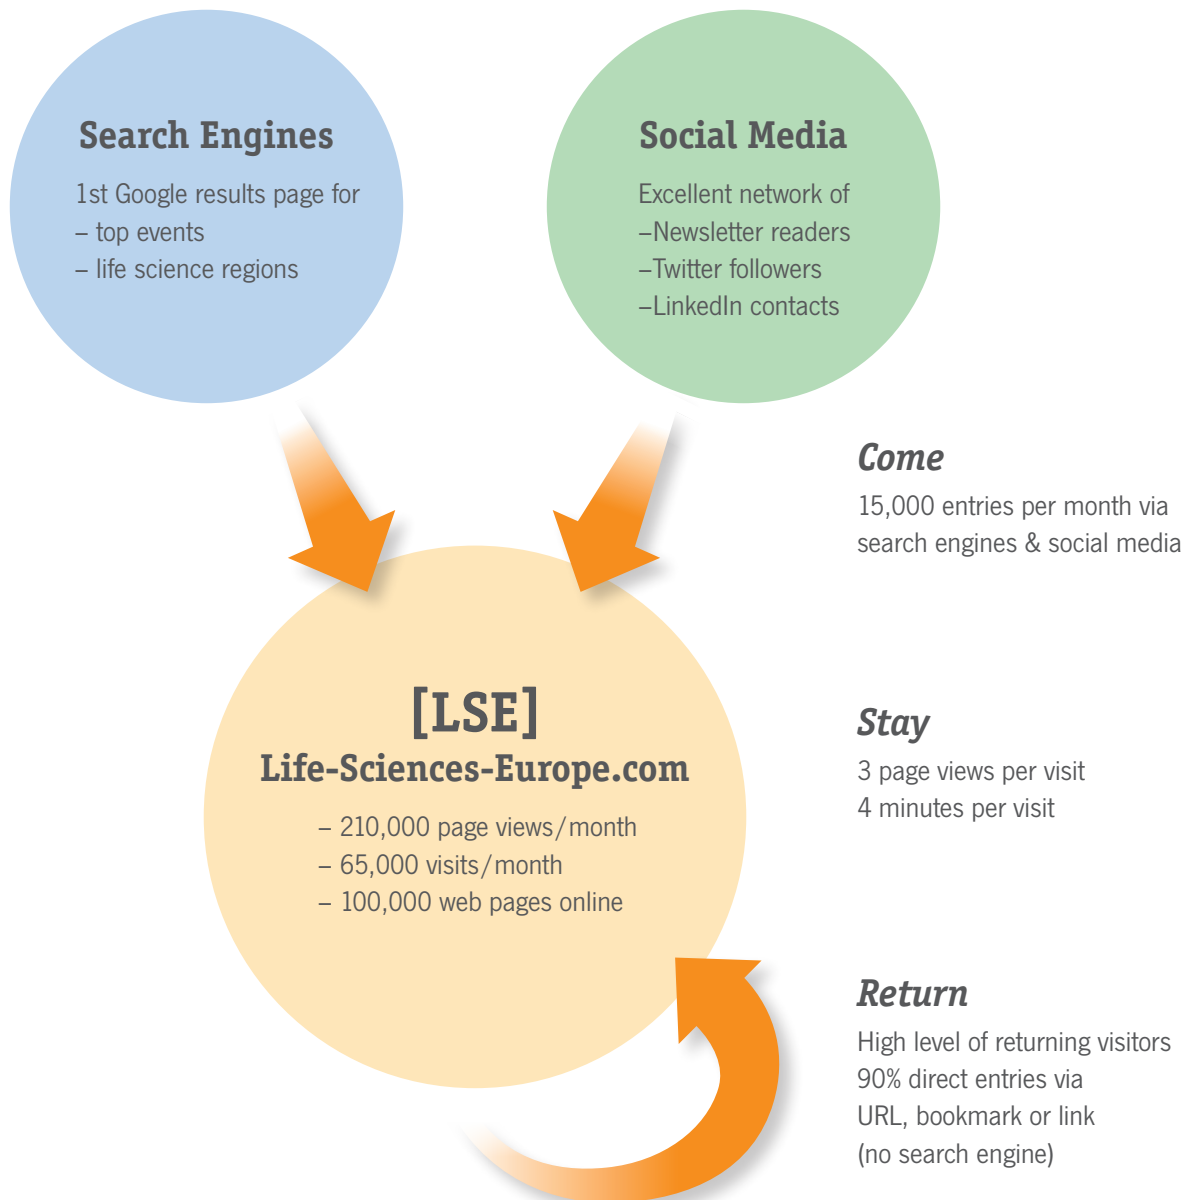 Search Engines
1st Google results page for
– top events
– life science regions
Social Media
Excellent network of
–Newsletter readers
–Twitter followers
–LinkedIn contacts
Come
15,000 entries per month via
search engines & social media
[LSE]
Life-Sciences-Europe.com
– 210,000 page views/month
– 65,000 visits/month
– 100,000 web pages online
Stay
3 page views per visit
4 minutes per visit
Return
High level of returning visitors
90% direct entries via
URL, bookmark or link
(no search engine)